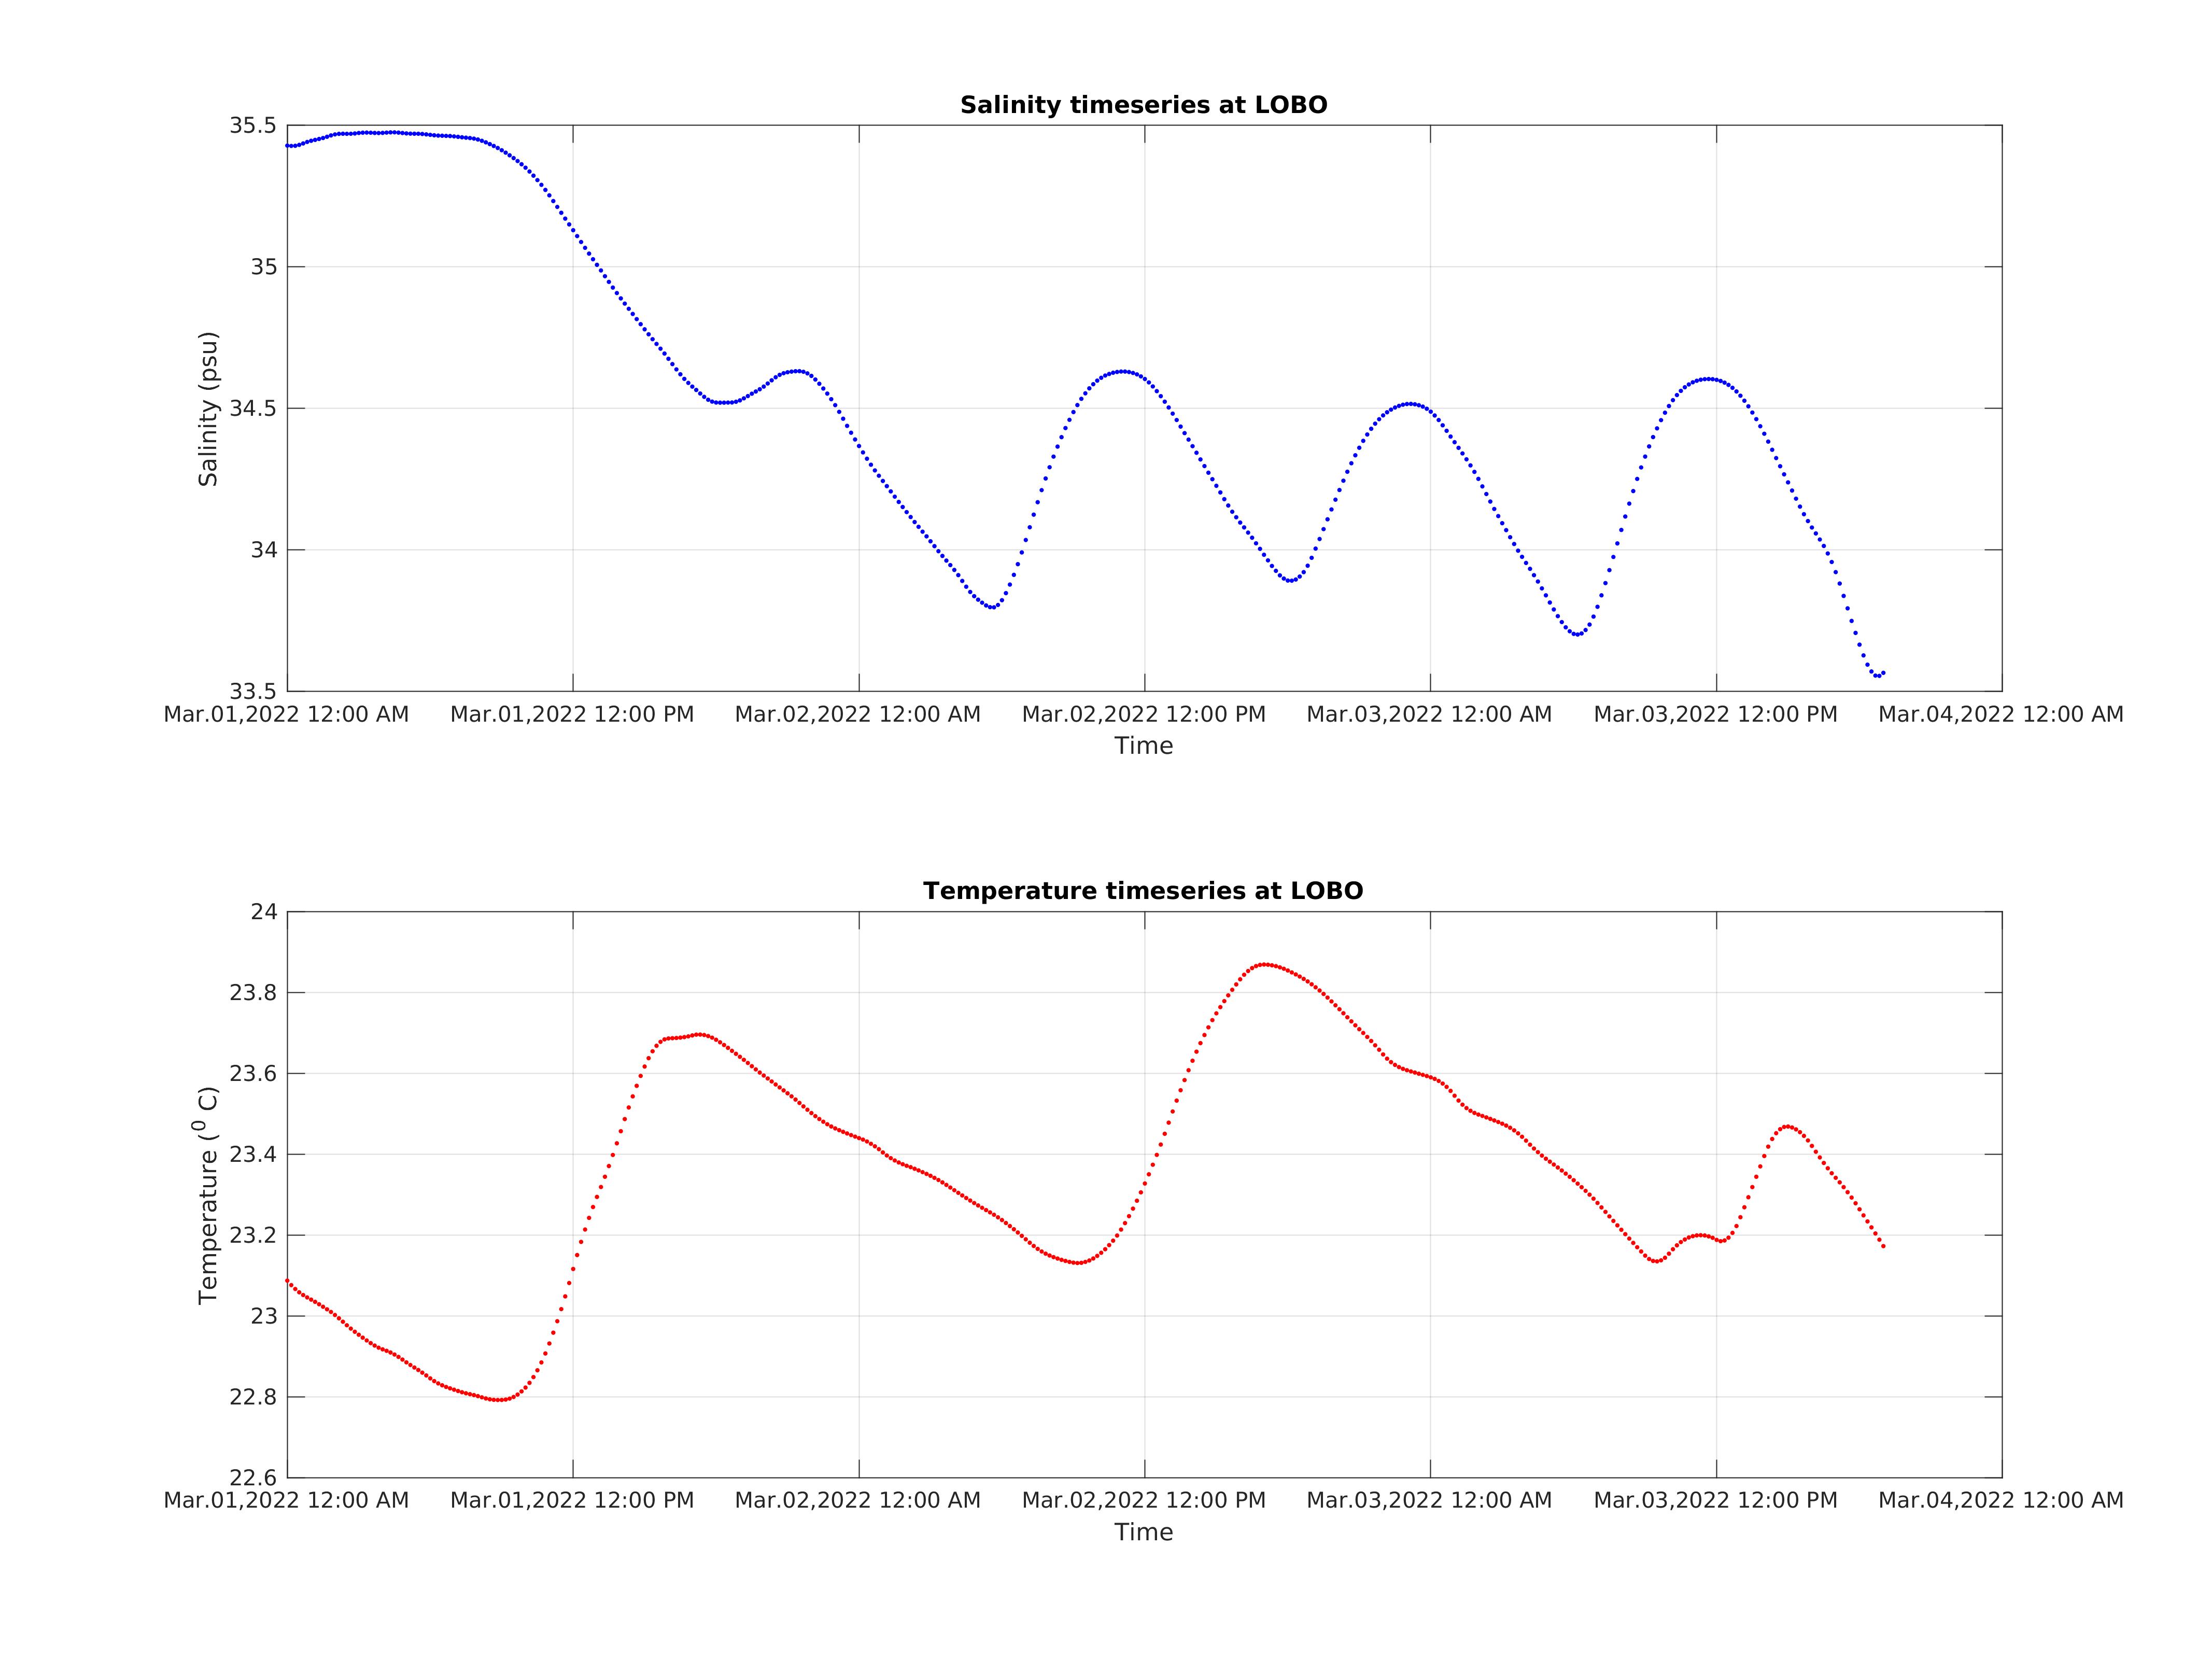 Salinity timeseries at LOBO
35.5
35
34.5
34
33.5
Salinity (psu)
Mar.01,2022 12:00 AM Mar.01,2022 12:00 PM Mar.02,2022 12:00 AM Mar.02,2022 12:00 PM Mar.03,2022 12:00 AM Mar.03,2022 12:00 PM Mar.04,2022 12:00 AM
Time
Temperature timeseries at LOBO
24
23.8
23.6
23.4
23.2
23
22.8
22.6
Temperature (⁰ C)
Mar.01,2022 12:00 AM Mar.01,2022 12:00 PM Mar.02,2022 12:00 AM Mar.02,2022 12:00 PM Mar.03,2022 12:00 AM Mar.03,2022 12:00 PM Mar.04,2022 12:00 AM
Time